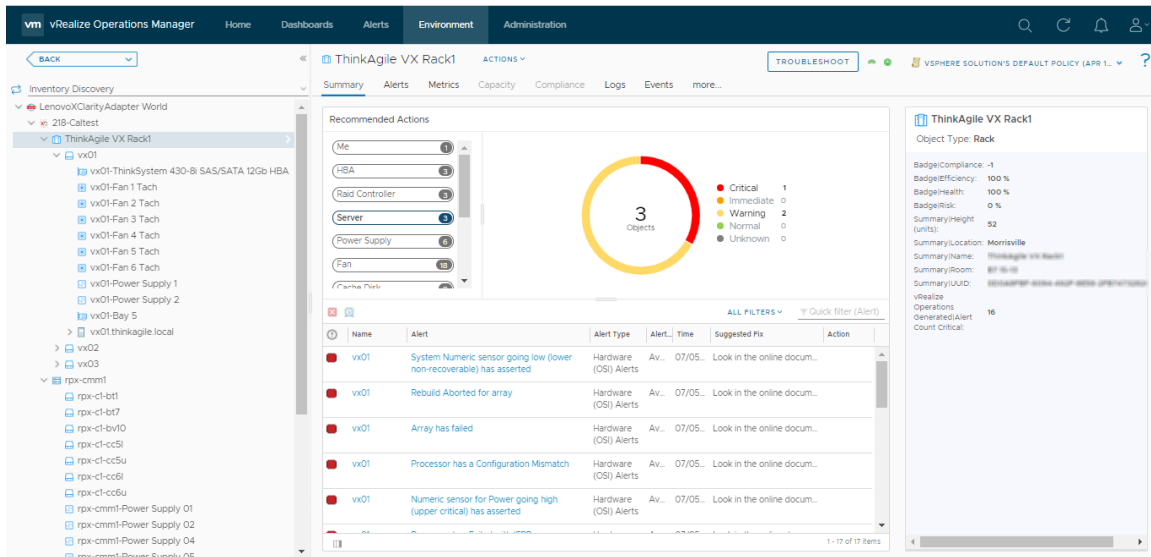 vm vRealize Operations Manager Home Dashboards Alerts Environment Administration
BACK
Inventory Discovery
LenovoXClarityAdapter World
218-Caltest
ThinkAgile VX Rack1
vx01
vx01-ThinkSystem 430-8i SAS/SATA 12Gb HBA
vx01-Fan 1 Tach
vx01-Fan 2 Tach
vx01-Fan 3 Tach
vx01-Fan 4 Tach
vx01-Fan 5 Tach
vx01-Fan 6 Tach
vx01-Power Supply 1
vx01-Power Supply 2
vx01-Bay 5
vx01.thinkagile.local
vx02
vx03
rpx-cmm1
rpx-c1-bt1
rpx-c1-bt7
rpx-c1-bv10
rpx-c1-cc5l
rpx-c1-cc5u
rpx-c1-cc6l
rpx-c1-cc6u
rpx-cmm1-Power Supply 01
rpx-cmm1-Power Supply 02
rpx-cmm1-Power Supply 04
rpx-cmm1-Power Supply 05
ThinkAgile VX Rack1 ACTIONS TROUBLESHOOT VSPHERE SOLUTION'S DEFAULT POLICY (APR 1... ?
Summary Alerts Metrics Capacity Compliance Logs Events more...
Recommended Actions
Me 1
HBA 3
Raid Controller 3
Server 3
Power Supply 6
Fan 18
Cache Disk
3
Objects
Critical 1
Immediate 0
Warning 2
Normal 0
Unknown 0
ALL FILTERS Quick filter (Alert)
Name Alert Alert Type Alert... Time Suggested Fix Action
vx01 System Numeric sensor going low (lower Hardware Av... 07/05... Look in the online docum...
non-recoverable) has asserted (OSI) Alerts
vx01 Rebuild Aborted for array Hardware Av... 07/05... Look in the online docum...
(OSI) Alerts
vx01 Array has failed Hardware Av... 07/05... Look in the online docum...
(OSI) Alerts
vx01 Processor has a Configuration Mismatch Hardware Av... 07/05... Look in the online docum...
(OSI) Alerts
vx01 Numeric sensor for Power going high Hardware Av... 07/05... Look in the online docum...
(upper critical) has asserted (OSI) Alerts
1 - 17 of 17 items
ThinkAgile VX Rack1
Object Type: Rack
Badge|Compliance: -1
Badge|Efficiency: 100 %
Badge|Health: 100 %
Badge|Risk: 0 %
Summary|Height
(units): 52
Summary|Location: Morrisville
Summary|Name:
Summary|Room:
Summary|UUID:
vRealize
Operations
Generated|Alert 16
Count Critical: